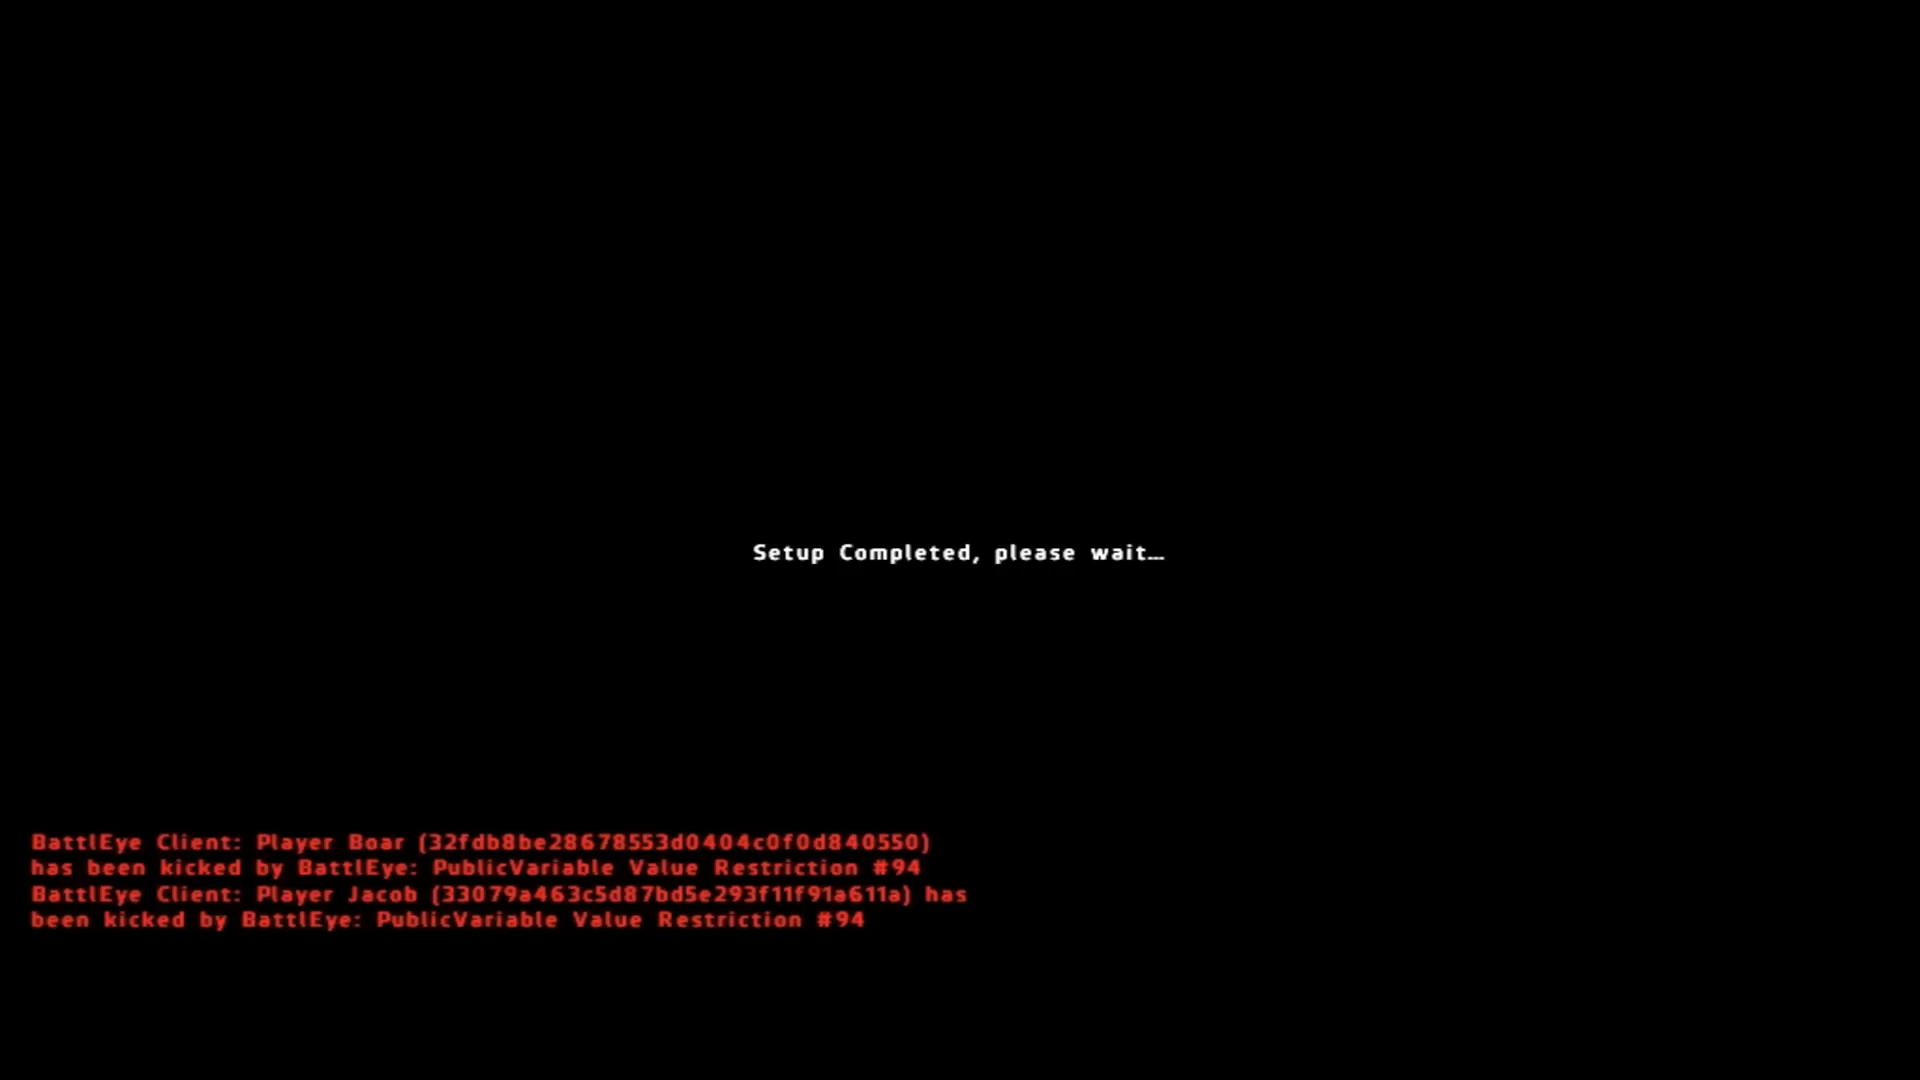 Setup Completed, please wait...
BattlEye Client: Player Boar (32fdb8be28678553d0404c0f0d840550)
has been kicked by BattlEye: PublicVariable Value Restriction #94
BattlEye Client: Player Jacob (33079a463c5d87bd5e293f11f91a611a) has
been kicked by BattlEye: PublicVariable Value Restriction #94